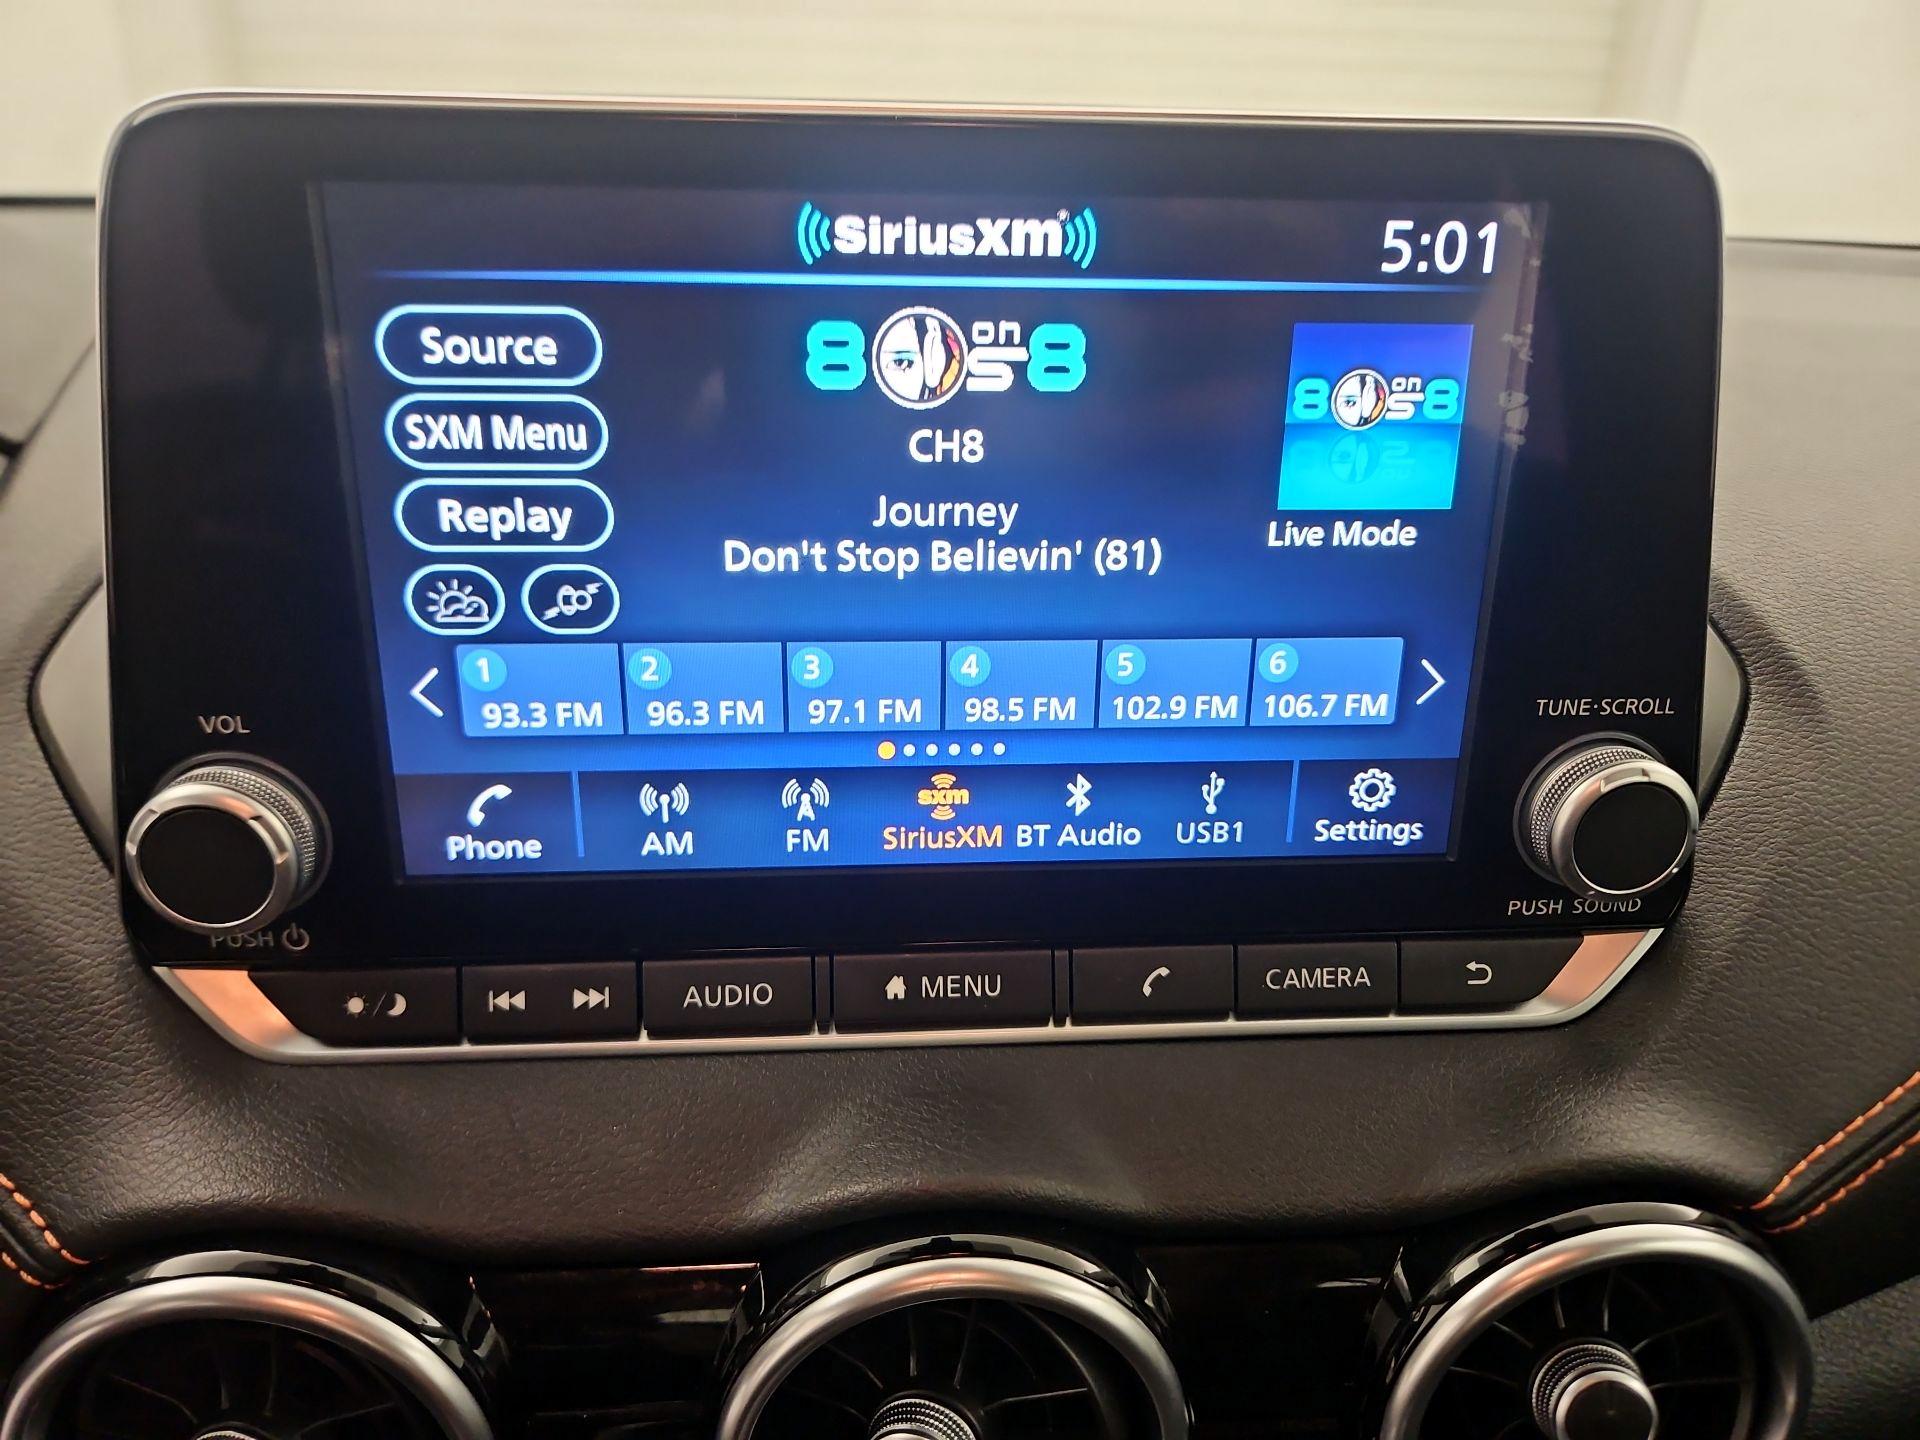 SiriusXM
5:01
Source
SXM Menu
Replay
8 on 8
CH8
Journey
Don't Stop Believin' (81)
8 on 8
Live Mode
1 93.3 FM
2 96.3 FM
3 97.1 FM
4 98.5 FM
5 102.9 FM
6 106.7 FM
Phone
AM
FM
sxm
SiriusXM
BT Audio
USB1
Settings
VOL
PUSH
TUNE·SCROLL
PUSH SOUND
AUDIO
MENU
CAMERA